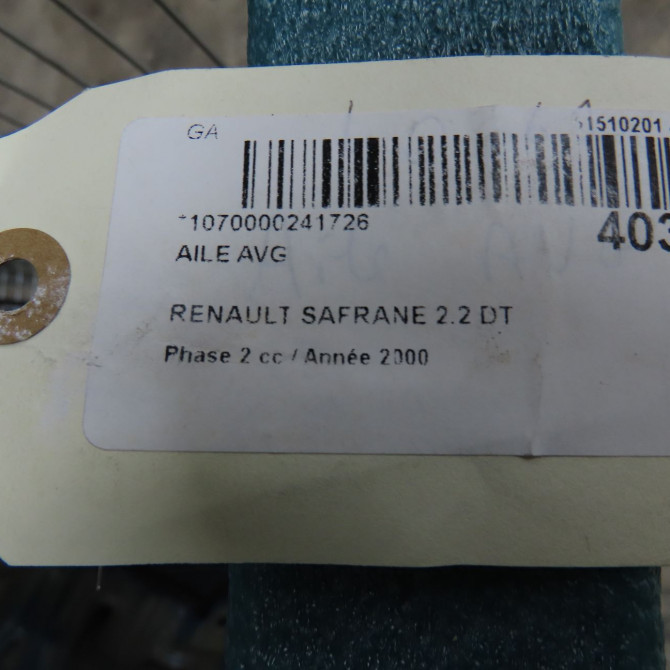 GA
1510201
*1070000241726
403
AILE AVG
RENAULT SAFRANE 2.2 DT
Phase 2 cc / Année 2000